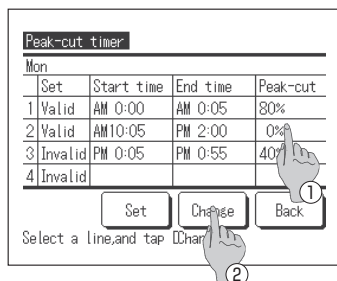 Peak-cut timer
Mon
Set Start time End time Peak-cut
1 Valid AM 0:00 AM 0:05 80%
2 Valid AM10:05 PM 2:00 0%
3 Invalid PM 0:05 PM 0:55 40%
4 Invalid
①
Set Change Back
Select a line,and tap
②